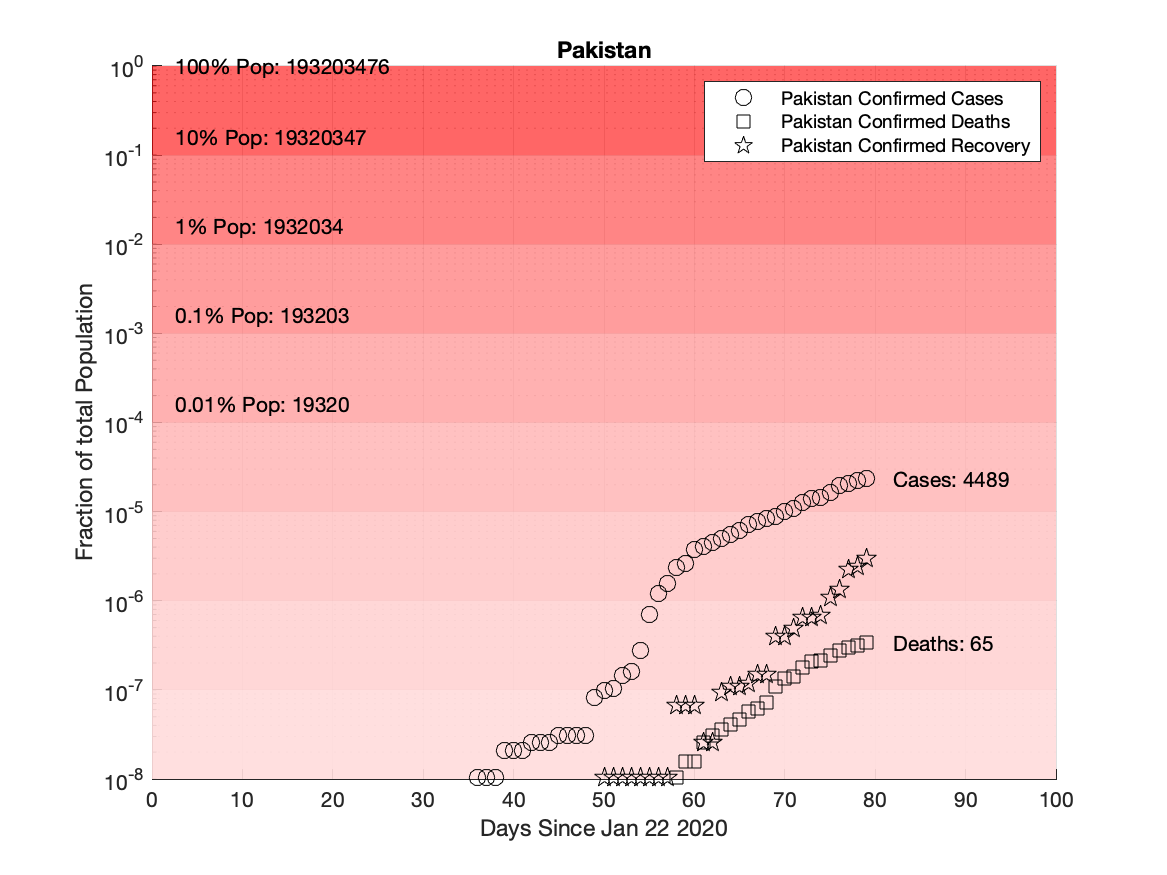 Pakistan
10^0
100% Pop: 193203476
Pakistan Confirmed Cases
Pakistan Confirmed Deaths
Pakistan Confirmed Recovery
10% Pop: 19320347
10^-1
1% Pop: 1932034
10^-2
0.1% Pop: 193203
10^-3
0.01% Pop: 19320
10^-4
Cases: 4489
10^-5
10^-6
Deaths: 65
10^-7
10^-8
Fraction of total Population
0 10 20 30 40 50 60 70 80 90 100
Days Since Jan 22 2020